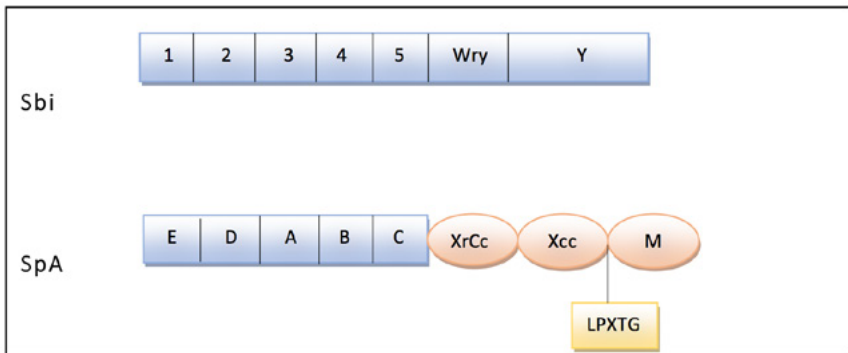 1 2 3 4 5 Wry Y
Sbi
E D A B C XrCc Xcc M
SpA
LPXTG